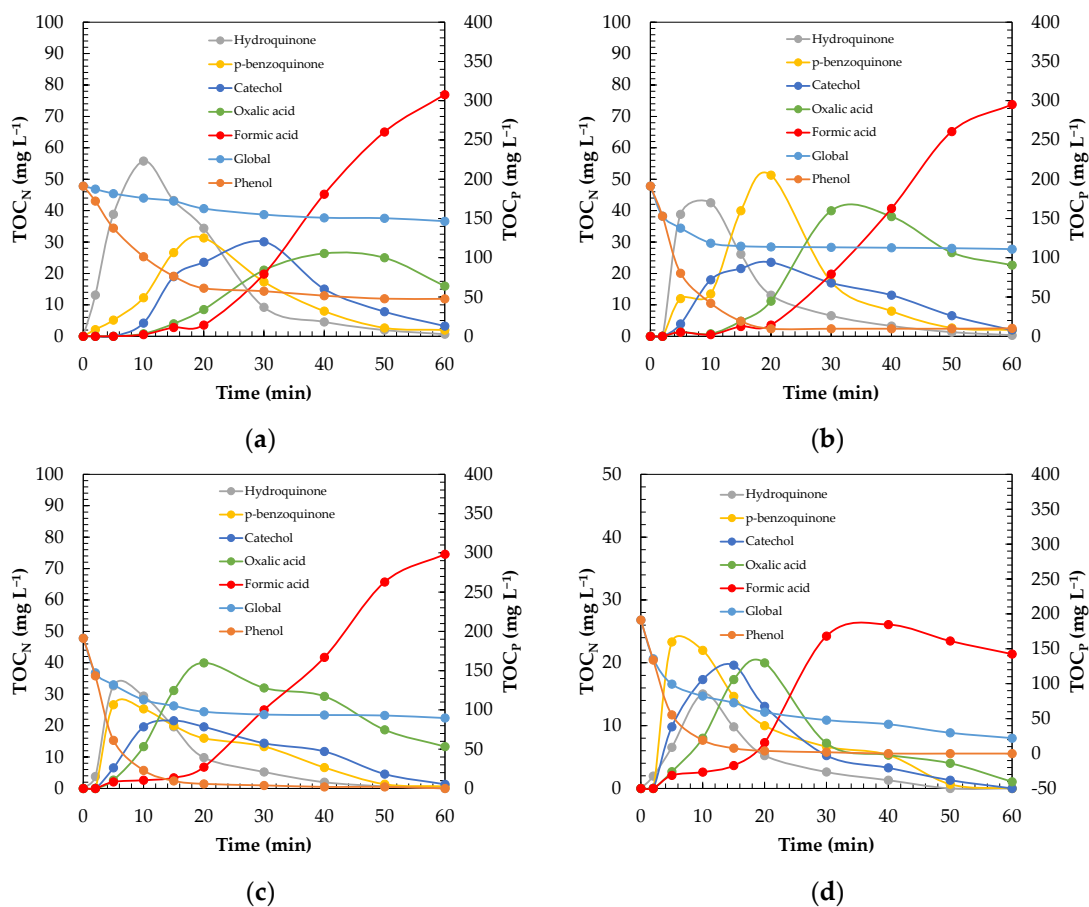 100
90
80
70
60
50
40
30
20
10
0
TOC_N (mg L⁻¹)
Hydroquinone
p-benzoquinone
Catechol
Oxalic acid
Formic acid
Global
Phenol
400
350
300
250
200
150
100
50
0
TOC_P (mg L⁻¹)
0 10 20 30 40 50 60
Time (min)
(a)
100
90
80
70
60
50
40
30
20
10
0
TOC_N (mg L⁻¹)
Hydroquinone
p-benzoquinone
Catechol
Oxalic acid
Formic acid
Global
Phenol
400
350
300
250
200
150
100
50
0
TOC_P (mg L⁻¹)
0 10 20 30 40 50 60
Time (min)
(b)
100
90
80
70
60
50
40
30
20
10
0
TOC_N (mg L⁻¹)
Hydroquinone
p-benzoquinone
Catechol
Oxalic acid
Formic acid
Global
Phenol
400
350
300
250
200
150
100
50
0
TOC_P (mg L⁻¹)
0 10 20 30 40 50 60
Time (min)
(c)
50
40
30
20
10
0
TOC_N (mg L⁻¹)
Hydroquinone
p-benzoquinone
Catechol
Oxalic acid
Formic acid
Global
Phenol
400
350
300
250
200
150
100
50
0
-50
TOC_P (mg L⁻¹)
0 10 20 30 40 50 60
Time (min)
(d)